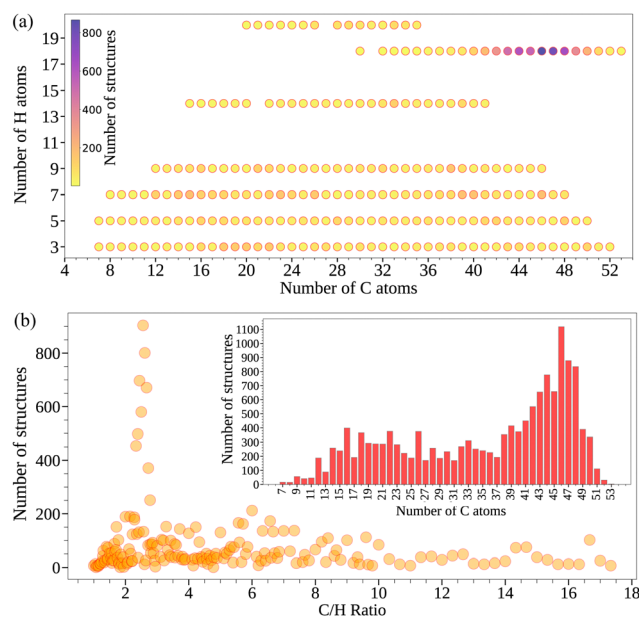 (a)
Number of H atoms
19
17
15
13
11
9
7
5
3
800
600
400
200
Number of structures
4 8 12 16 20 24 28 32 36 40 44 48 52
Number of C atoms
(b)
Number of structures
800
600
400
200
0
2 4 6 8 10 12 14 16 18
C/H Ratio
Number of structures
1100
1000
900
800
700
600
500
400
300
200
100
0
7 9 11 13 15 17 19 21 23 25 27 29 31 33 35 37 39 41 43 45 47 49 51 53
Number of C atoms